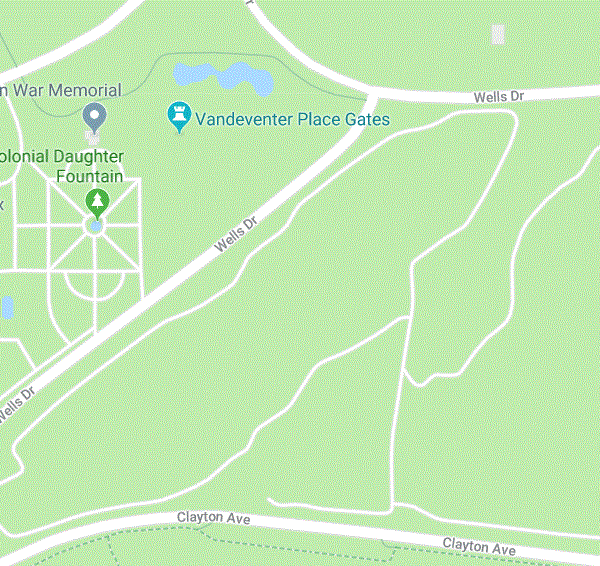 Wells Dr
n War Memorial
Vandeventer Place Gates
olonial Daughter
Fountain
x
Wells Dr
Wells Dr
Clayton Ave
Clayton Ave